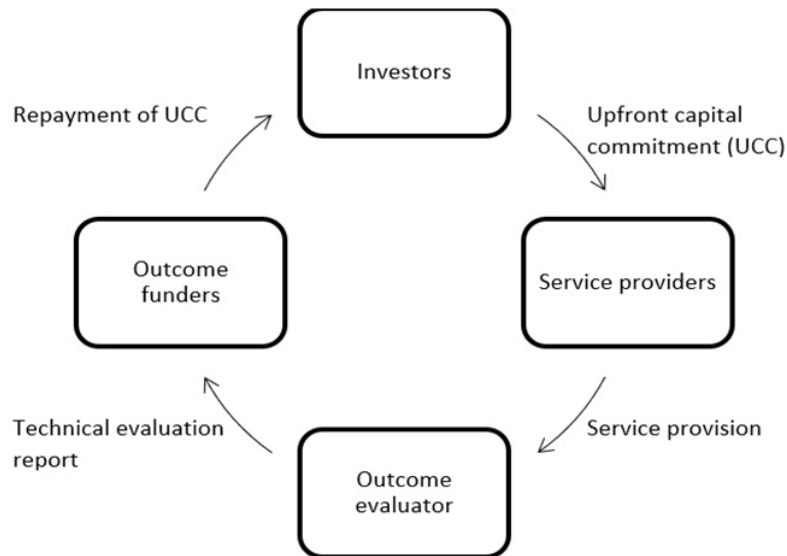 Investors
Repayment of UCC
Upfront capital
commitment (UCC)
Outcome
funders
Service providers
Technical evaluation
report
Service provision
Outcome
evaluator